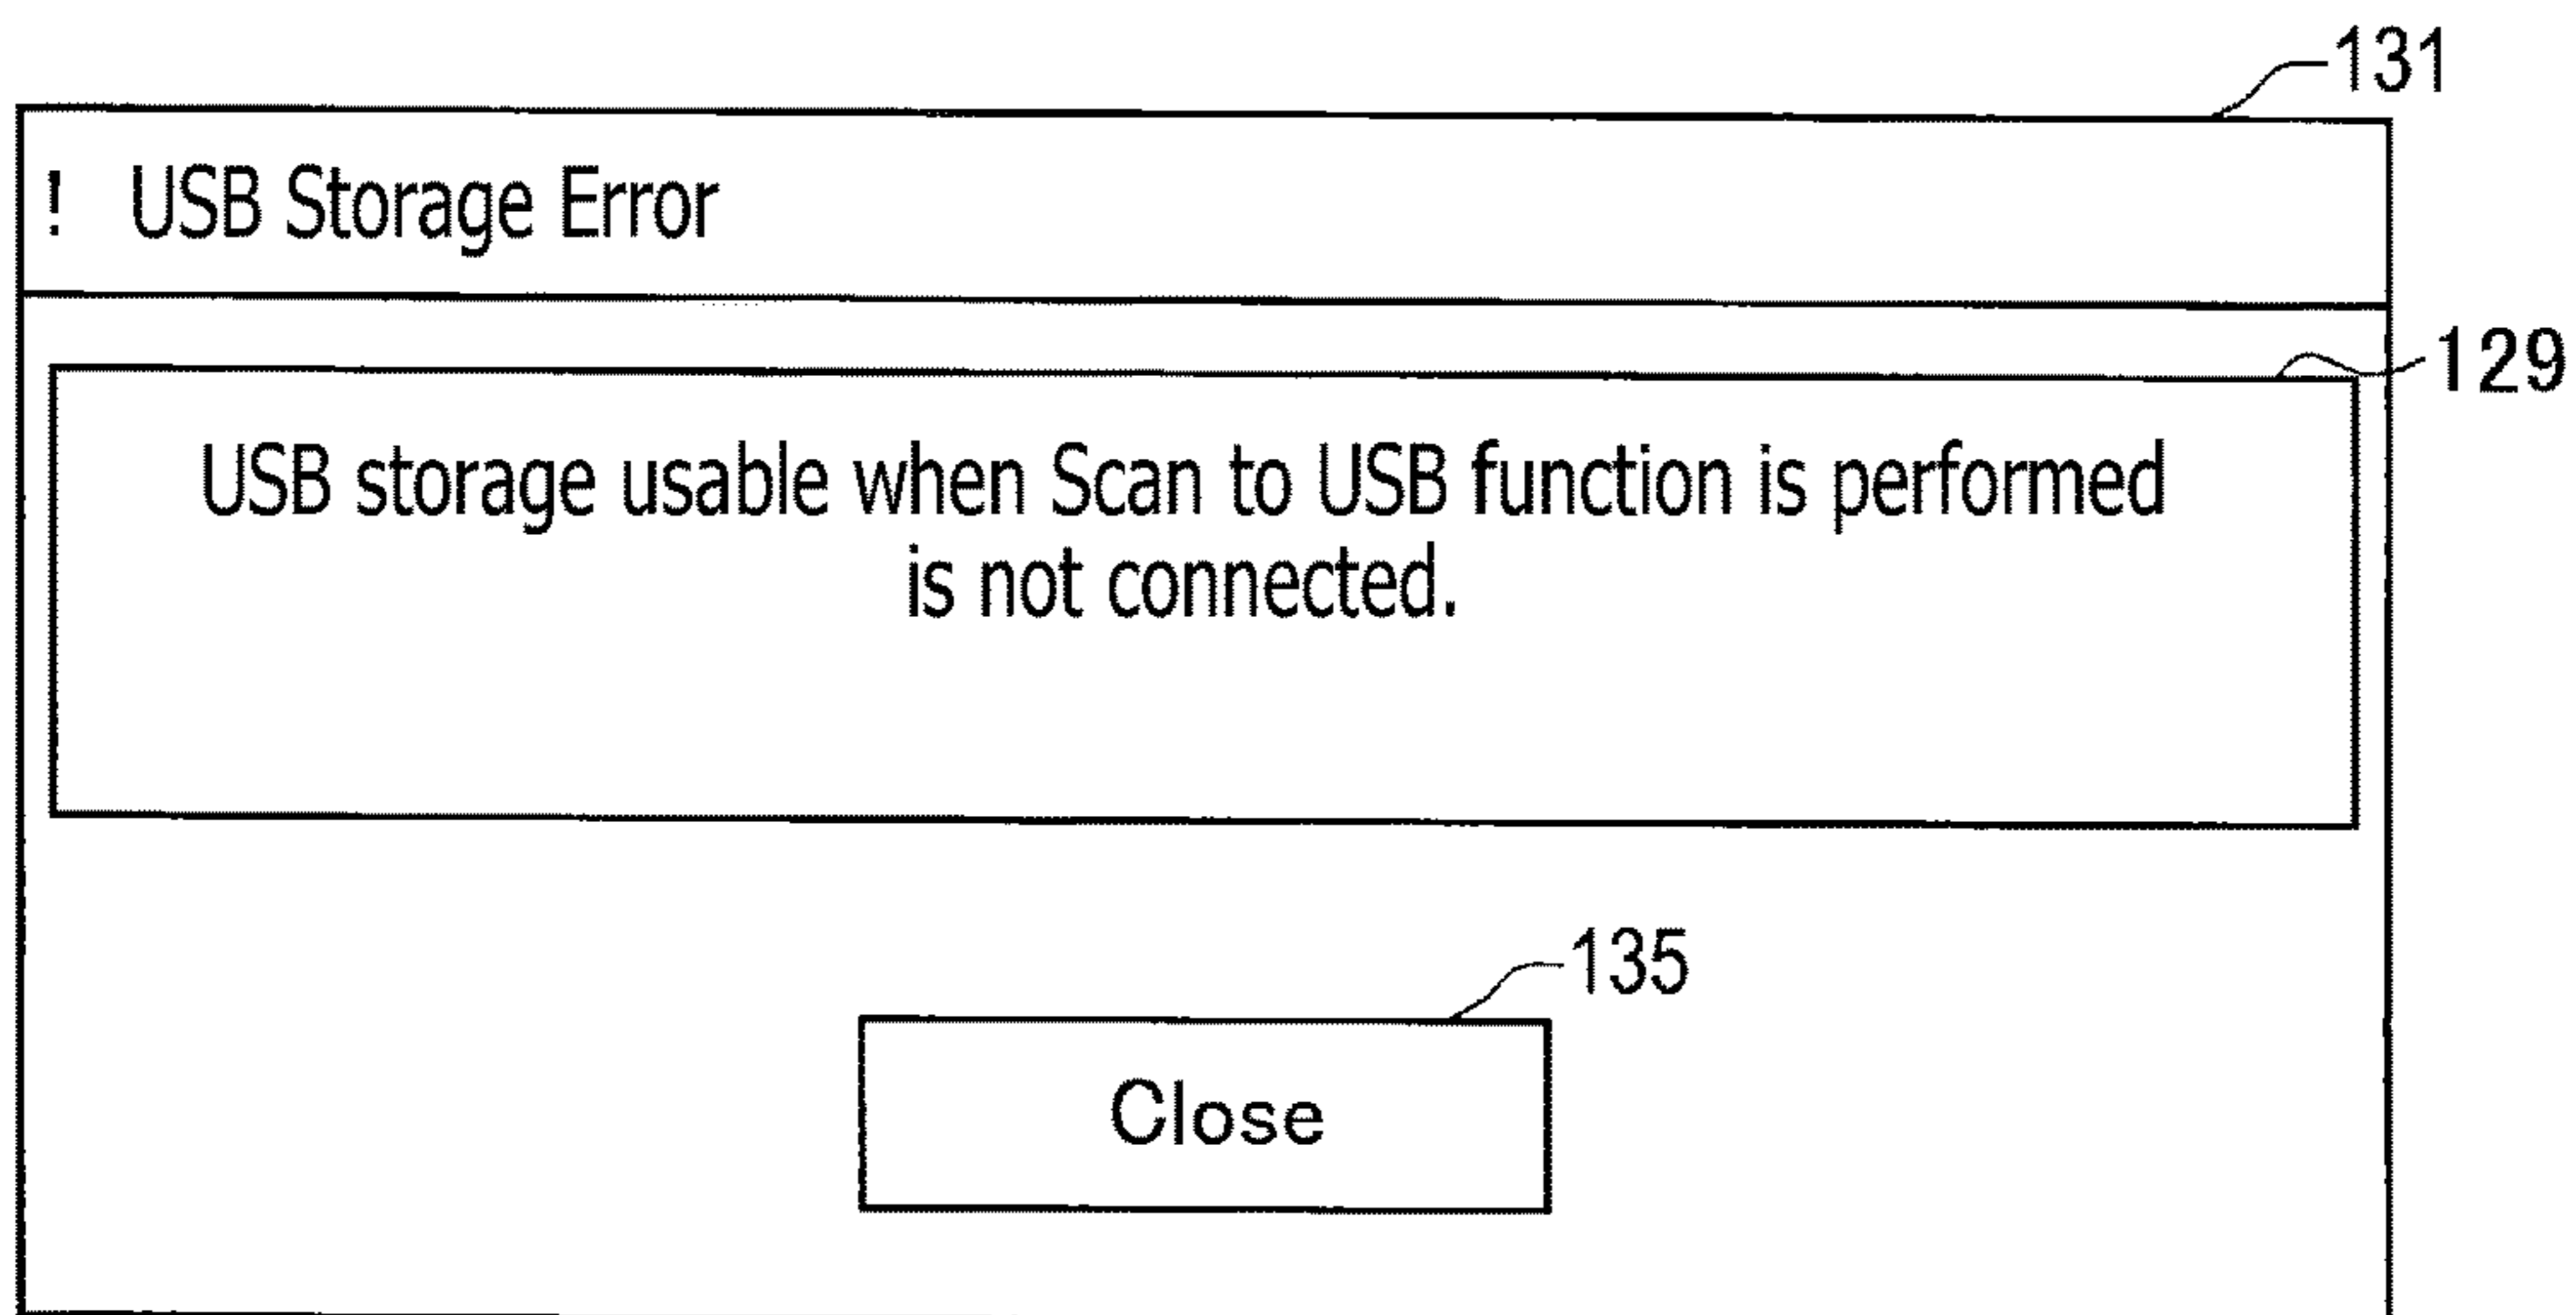 131
! USB Storage Error
129
USB storage usable when Scan to USB function is performed
is not connected.
135
Close